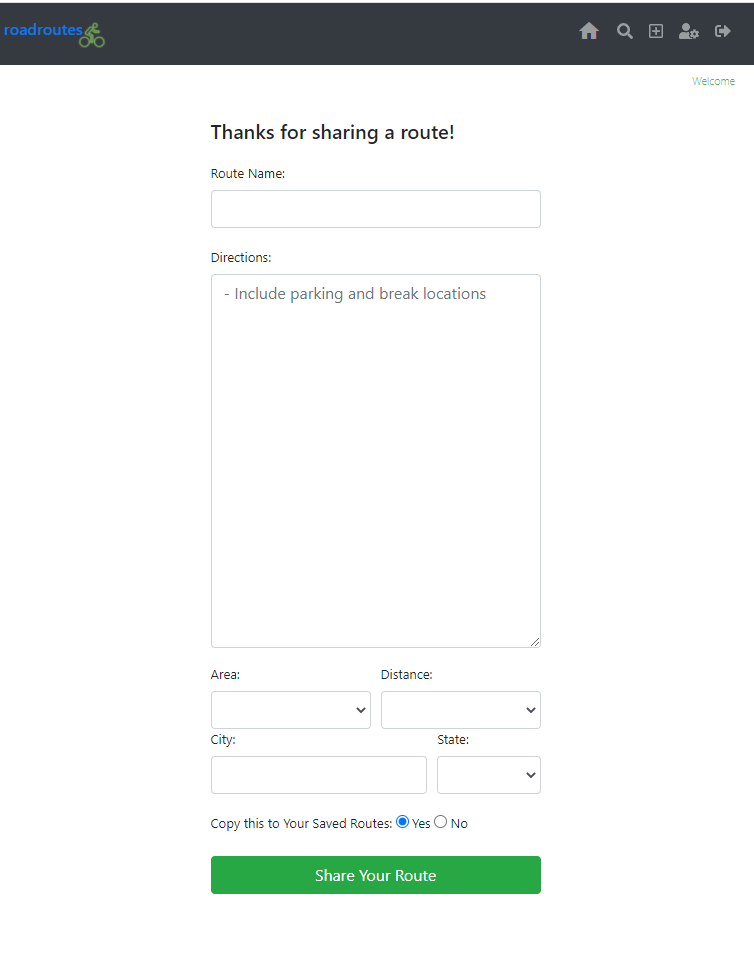 roadroutes
Welcome
Thanks for sharing a route!
Route Name:
Directions:
- Include parking and break locations
Area: Distance:
City: State:
Copy this to Your Saved Routes: Yes No
Share Your Route